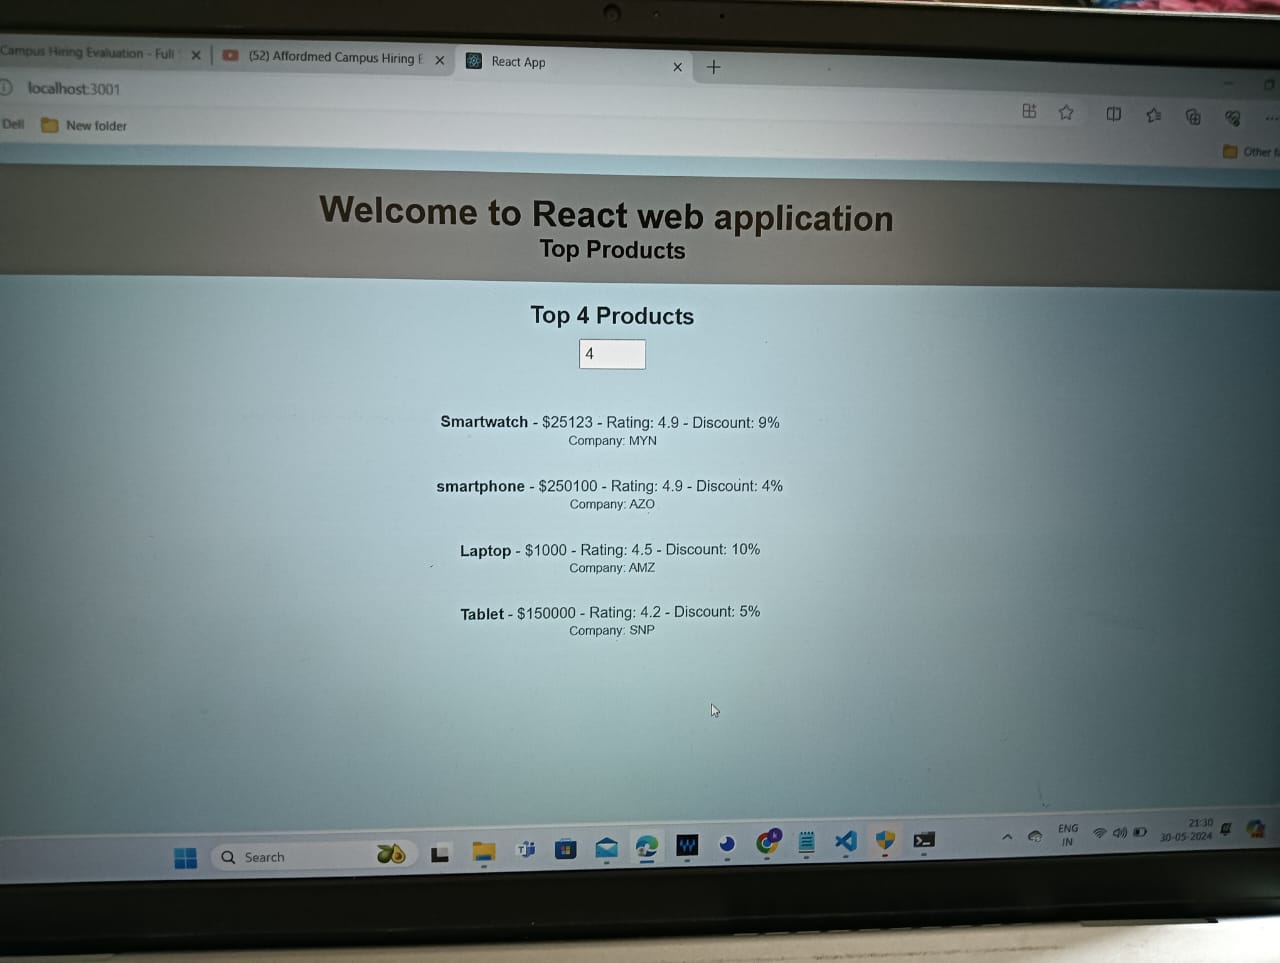 Campus Hiring Evaluation - Full
(52) Affordmed Campus Hiring E
React App
localhost:3001
Dell
New folder
Other
Welcome to React web application
Top Products
Top 4 Products
4
Smartwatch - $25123 - Rating: 4.9 - Discount: 9%
Company: MYN
smartphone - $250100 - Rating: 4.9 - Discount: 4%
Company: AZO
Laptop - $1000 - Rating: 4.5 - Discount: 10%
Company: AMZ
Tablet - $150000 - Rating: 4.2 - Discount: 5%
Company: SNP
Search
ENG
IN
21:30
30-05-2024